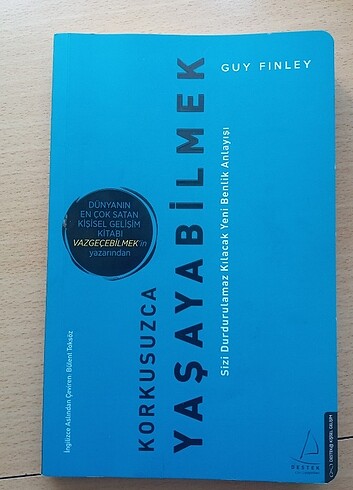 GUY FINLEY
KORKUSUZCA
YAŞAYABİLMEK
Sizi Durdurulamaz Kılacak Yeni Benlik Anlayışı
DÜNYANIN
EN ÇOK SATAN
KİŞİSEL GELİŞİM
KİTABI
VAZGEÇEBİLMEK'in
yazarından
İngilizce Aslından Çeviren: Bülent Toksöz
DESTEK